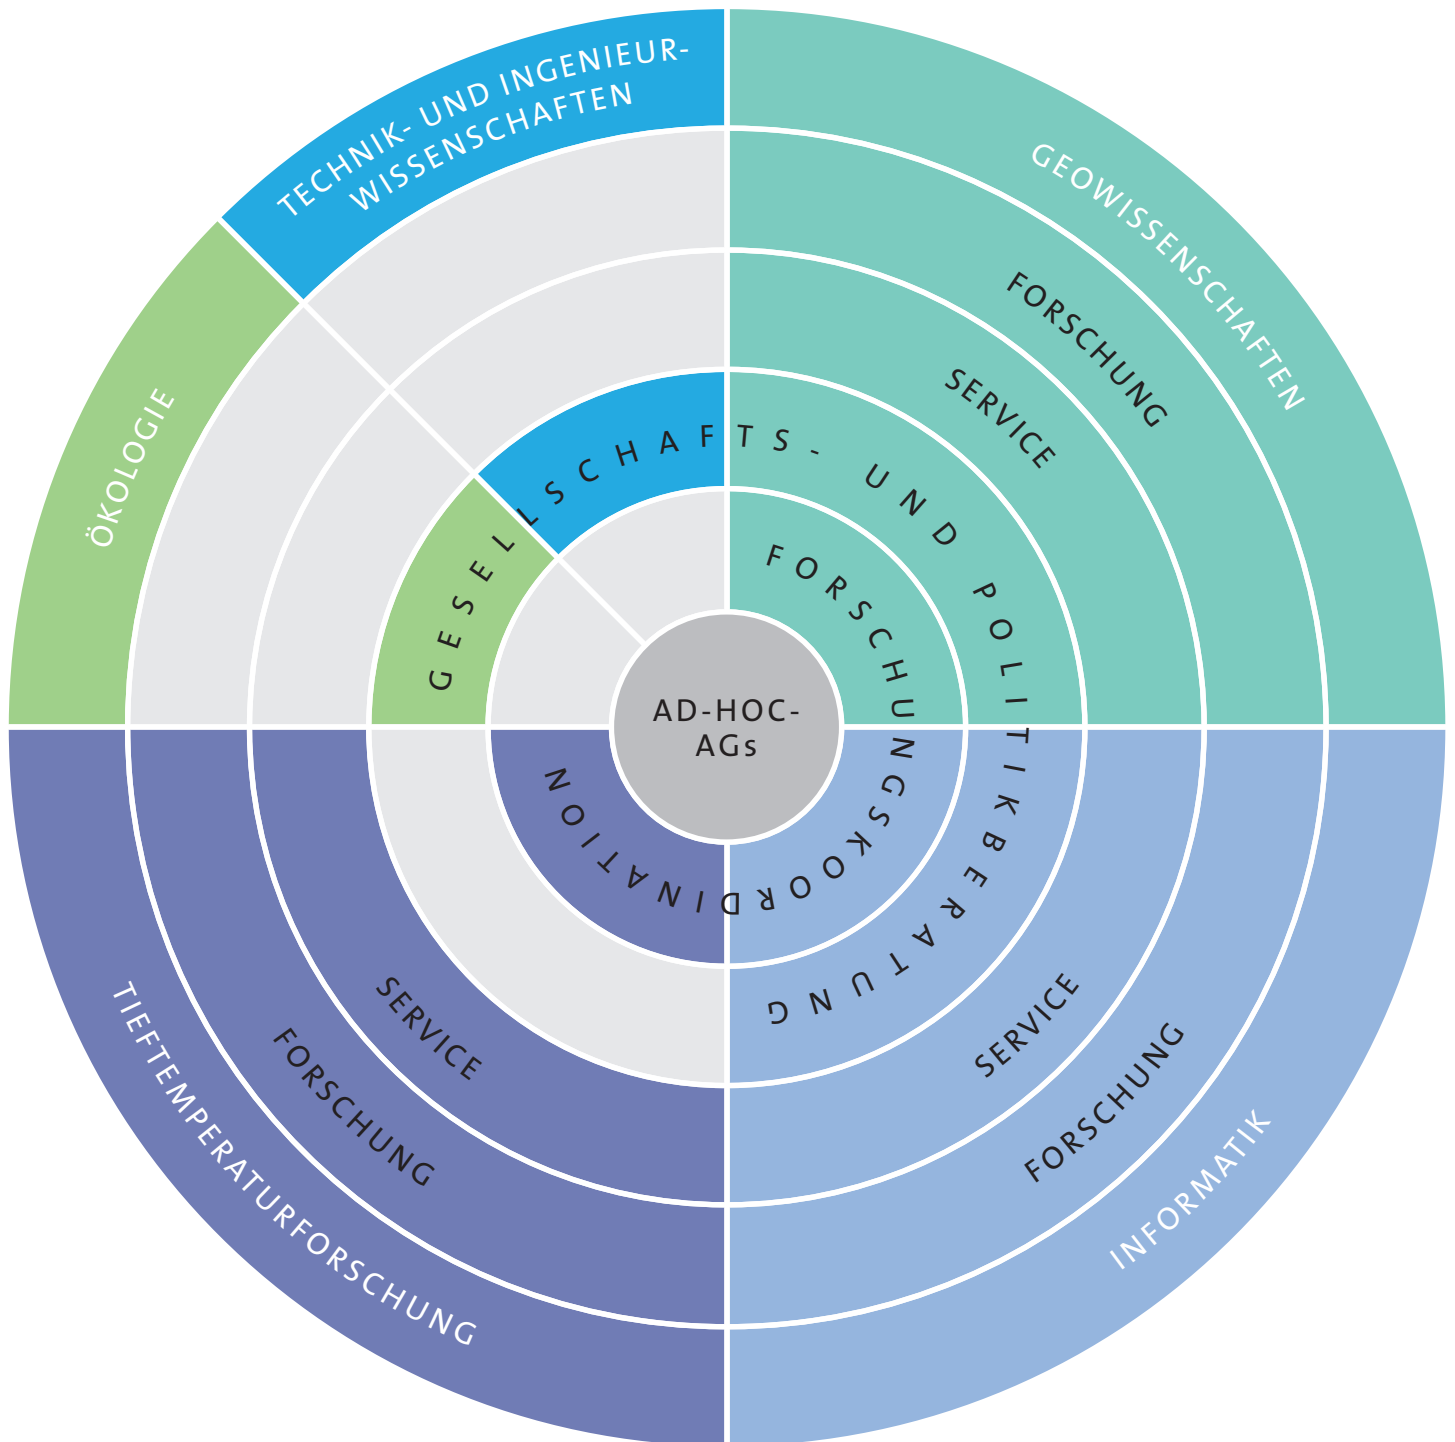 TECHNIK- UND INGENIEUR-
WISSENSCHAFTEN
GEOWISSENSCHAFTEN
FORSCHUNG
SERVICE
ÖKOLOGIE
GESELLSCHAFTS- UND POLITIKBERATUNG
FORSCHUNGSKOORDINATION
AD-HOC-
AGs
SERVICE
FORSCHUNG
TIEFTEMPERATURFORSCHUNG
SERVICE
FORSCHUNG
INFORMATIK